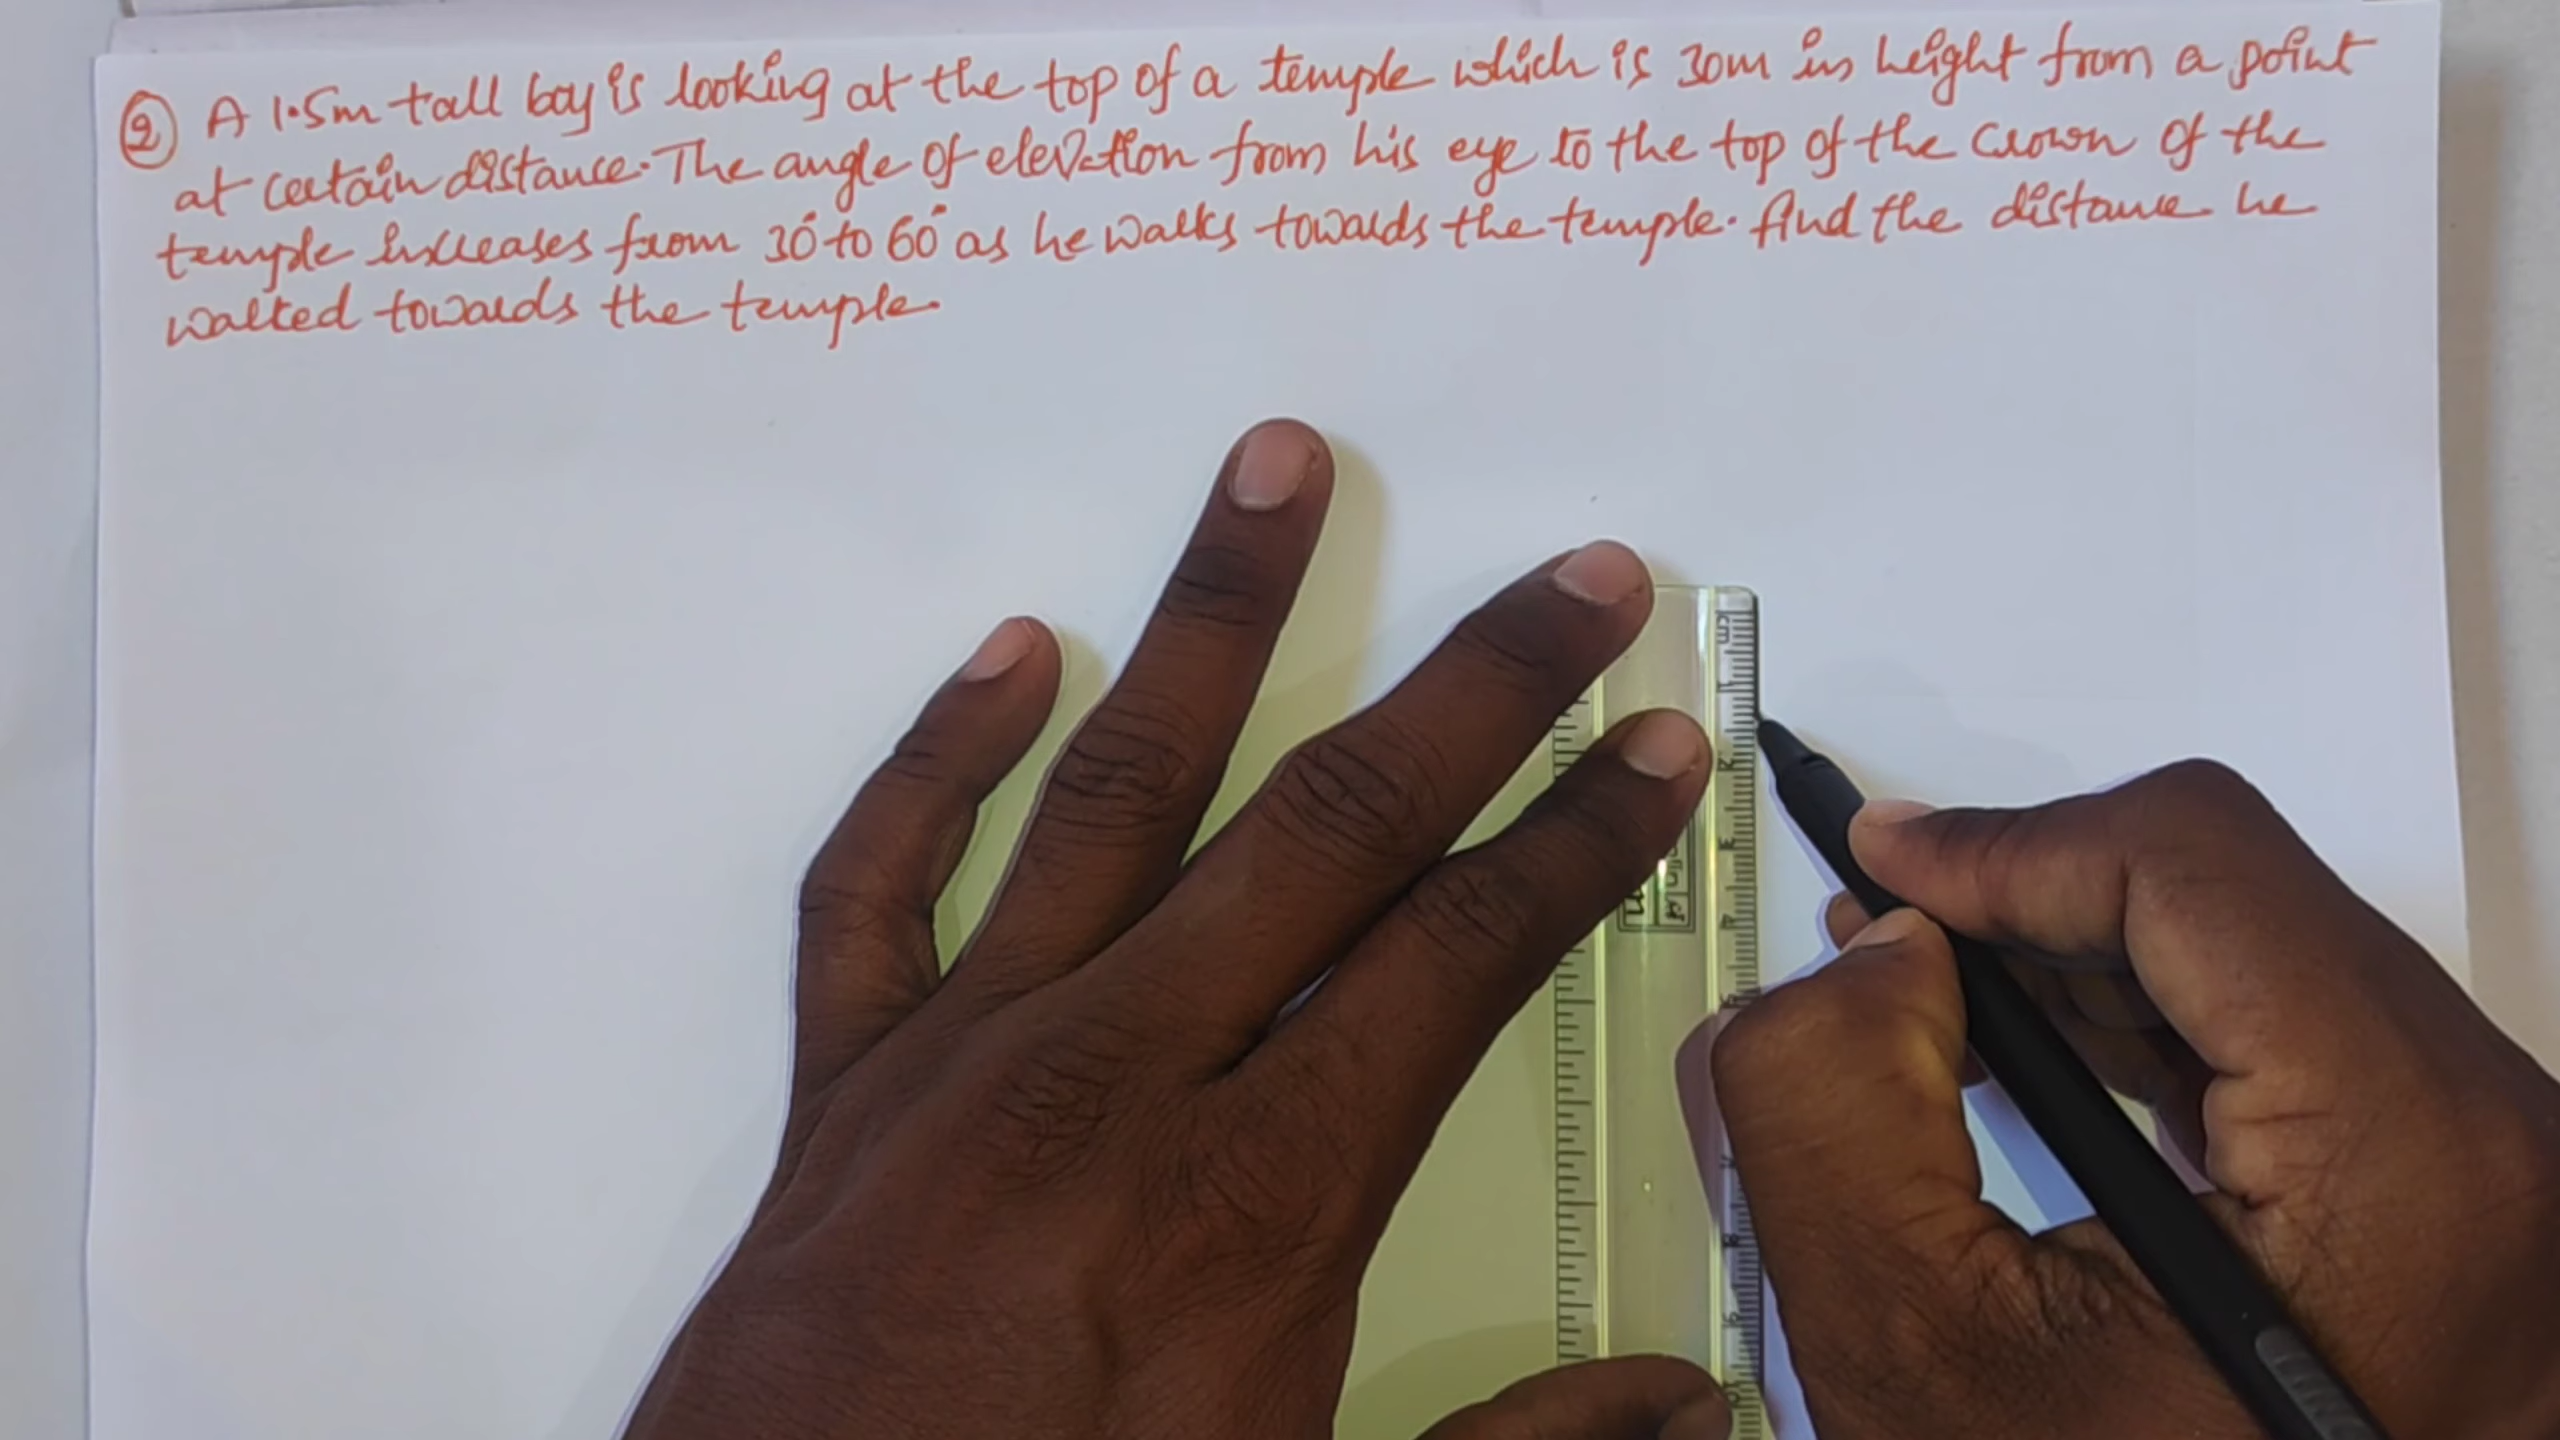 2 A 1.5m tall boy is looking at the top of a temple which is 30m in height from a point
at certain distance. The angle of elevation from his eye to the top of the crown of the
temple increases from 30° to 60° as he walks towards the temple. find the distance he
walked towards the temple.
cm